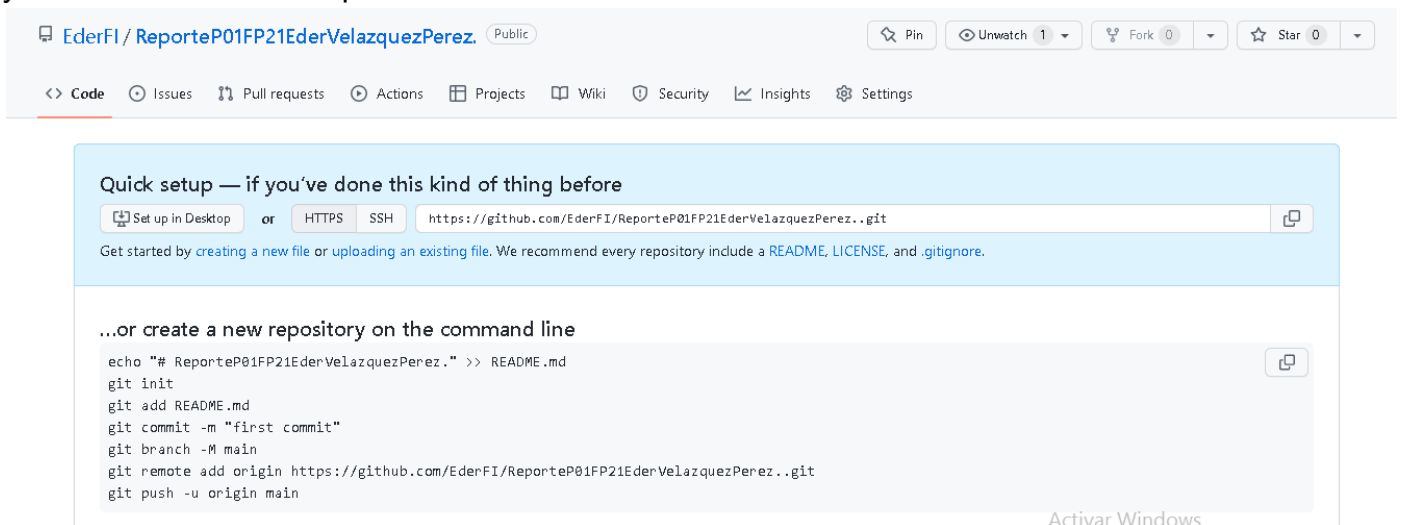 EderFI / ReporteP01FP21EderVelazquezPerez. Public Pin Unwatch 1 Fork 0 Star 0
<> Code Issues Pull requests Actions Projects Wiki Security Insights Settings
Quick setup — if you've done this kind of thing before
Set up in Desktop or HTTPS SSH https://github.com/EderFI/ReporteP01FP21EderVelazquezPerez..git
Get started by creating a new file or uploading an existing file. We recommend every repository include a README, LICENSE, and .gitignore.
...or create a new repository on the command line
echo "# ReporteP01FP21EderVelazquezPerez." >> README.md
git init
git add README.md
git commit -m "first commit"
git branch -M main
git remote add origin https://github.com/EderFI/ReporteP01FP21EderVelazquezPerez..git
git push -u origin main
Activar Windows